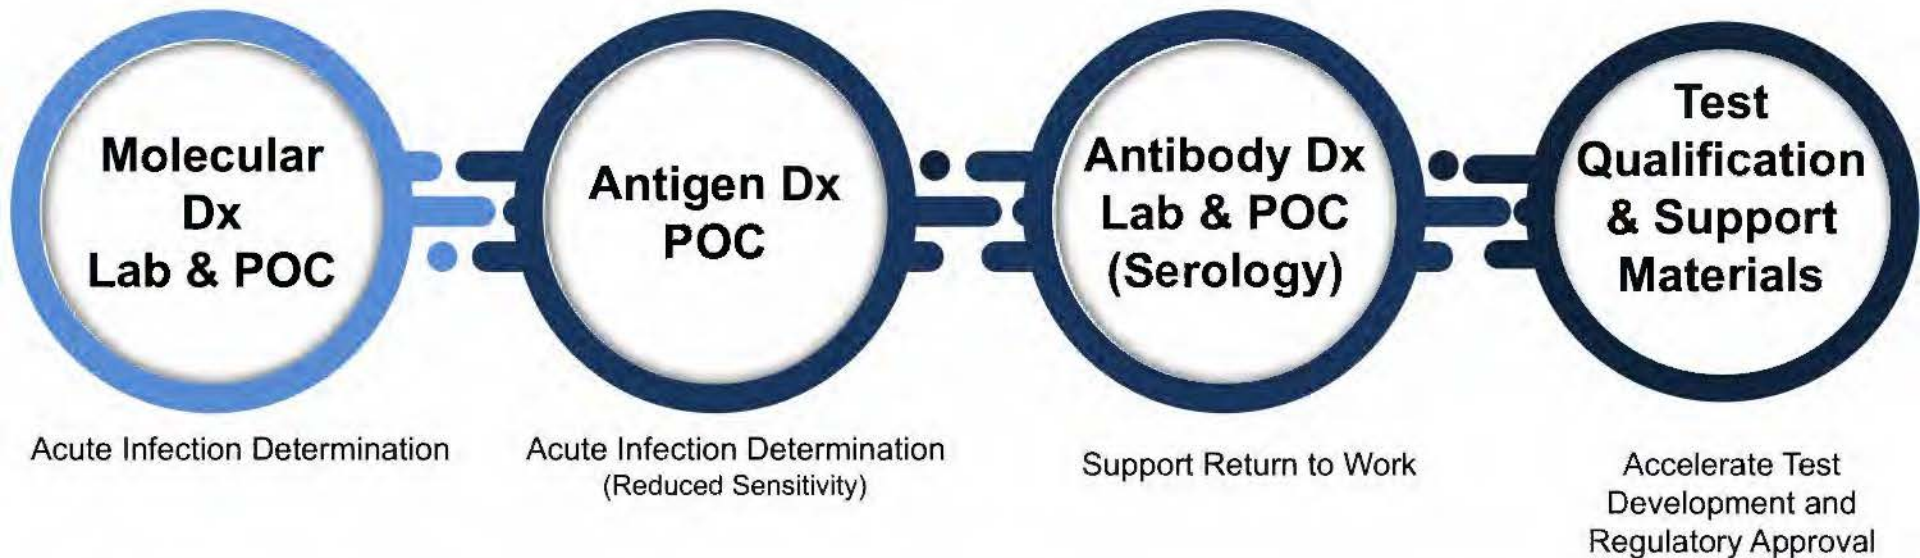 Molecular
Dx
Lab & POC
Acute Infection Determination
Antigen Dx
POC
Acute Infection Determination
(Reduced Sensitivity)
Antibody Dx
Lab & POC
(Serology)
Support Return to Work
Test
Qualification
& Support
Materials
Accelerate Test
Development and
Regulatory Approval